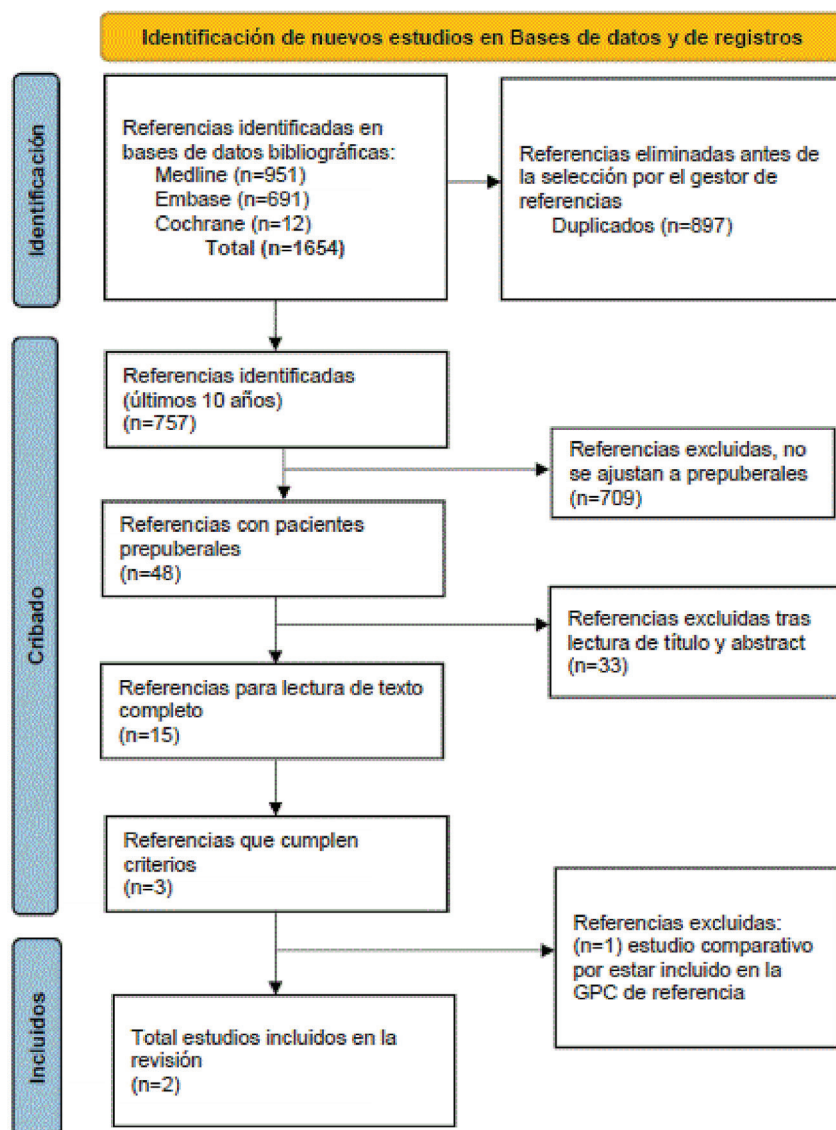 Identificación de nuevos estudios en Bases de datos y de registros
Identificación
Referencias identificadas en
bases de datos bibliográficas:
Medline (n=951)
Embase (n=691)
Cochrane (n=12)
Total (n=1654)
Referencias eliminadas antes de
la selección por el gestor de
referencias
Duplicados (n=897)
Cribado
Referencias identificadas
(últimos 10 años)
(n=757)
Referencias excluidas, no
se ajustan a prepuberales
(n=709)
Referencias con pacientes
prepuberales
(n=48)
Referencias excluidas tras
lectura de título y abstract
(n=33)
Referencias para lectura de texto
completo
(n=15)
Referencias que cumplen
criterios
(n=3)
Referencias excluidas:
(n=1) estudio comparativo
por estar incluido en la
GPC de referencia
Incluidos
Total estudios incluidos en la
revisión
(n=2)